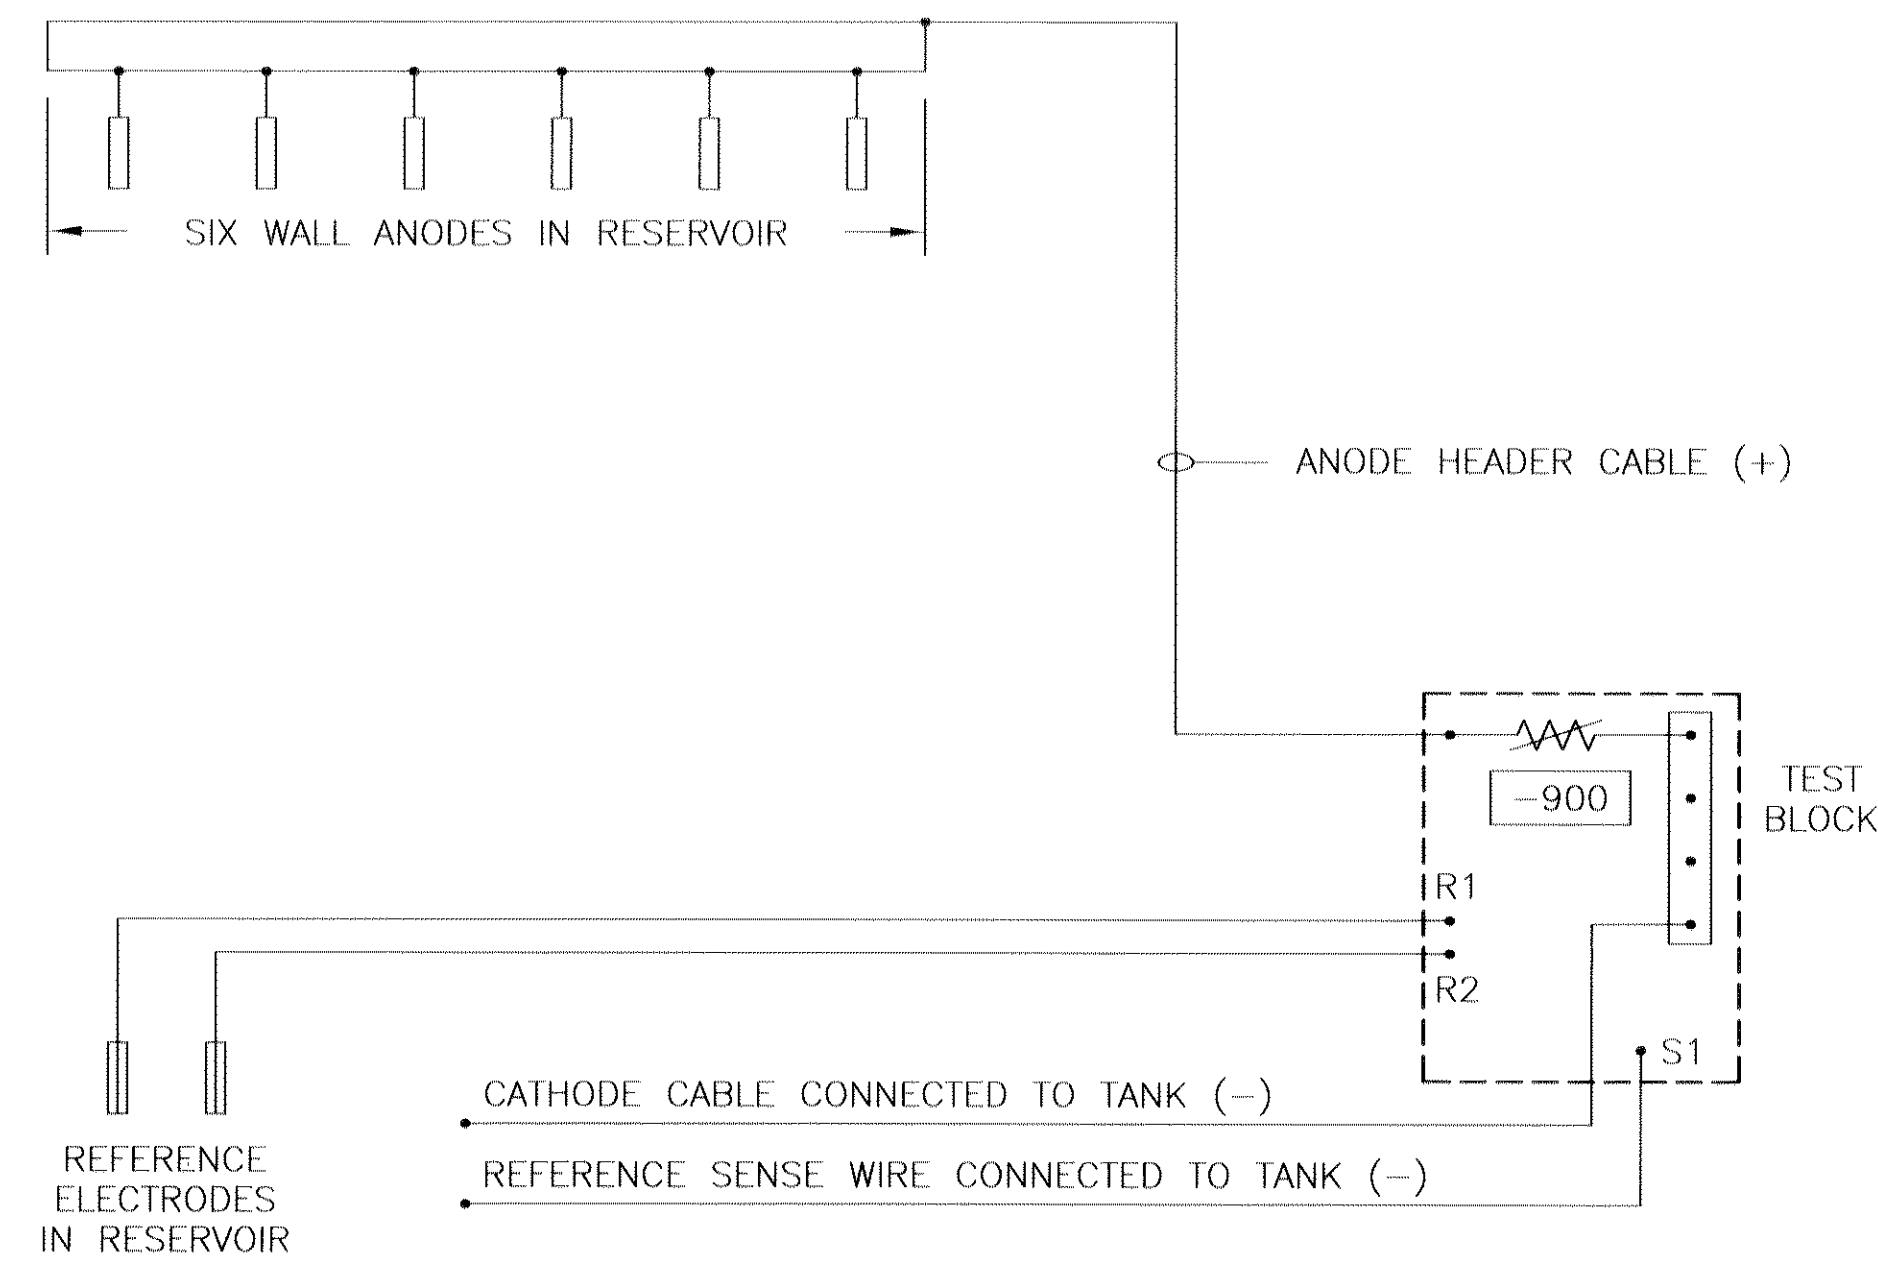 SIX WALL ANODES IN RESERVOIR
ANODE HEADER CABLE (+)
TEST
BLOCK
-900
R1
R2
S1
CATHODE CABLE CONNECTED TO TANK (-)
REFERENCE SENSE WIRE CONNECTED TO TANK (-)
REFERENCE
ELECTRODES
IN RESERVOIR